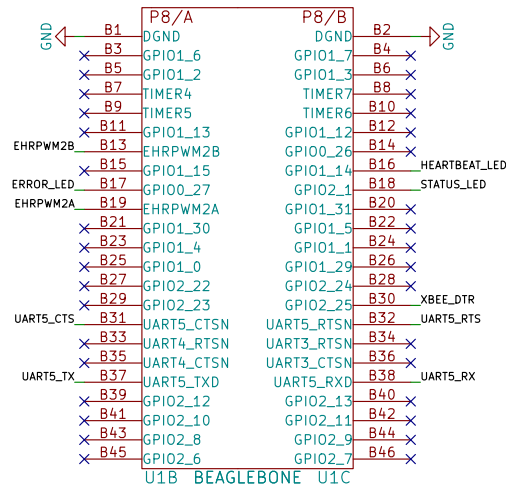 P8/A P8/B
GND B1 DGND DGND B2 GND
B3 GPIO1_6 GPIO1_7 B4
B5 GPIO1_2 GPIO1_3 B6
B7 TIMER4 TIMER7 B8
B9 TIMER5 TIMER6 B10
B11 GPIO1_13 GPIO1_12 B12
EHRPWM2B B13 EHRPWM2B GPIO0_26 B14
B15 GPIO1_15 GPIO1_14 B16 HEARTBEAT_LED
ERROR_LED B17 GPIO0_27 GPIO2_1 B18 STATUS_LED
EHRPWM2A B19 EHRPWM2A GPIO1_31 B20
B21 GPIO1_30 GPIO1_5 B22
B23 GPIO1_4 GPIO1_1 B24
B25 GPIO1_0 GPIO1_29 B26
B27 GPIO2_22 GPIO2_24 B28
B29 GPIO2_23 GPIO2_25 B30 XBEE_DTR
UART5_CTS B31 UART5_CTSN UART5_RTSN B32 UART5_RTS
B33 UART4_RTSN UART3_RTSN B34
B35 UART4_CTSN UART3_CTSN B36
UART5_TX B37 UART5_TXD UART5_RXD B38 UART5_RX
B39 GPIO2_12 GPIO2_13 B40
B41 GPIO2_10 GPIO2_11 B42
B43 GPIO2_8 GPIO2_9 B44
B45 GPIO2_6 GPIO2_7 B46
U1B BEAGLEBONE U1C